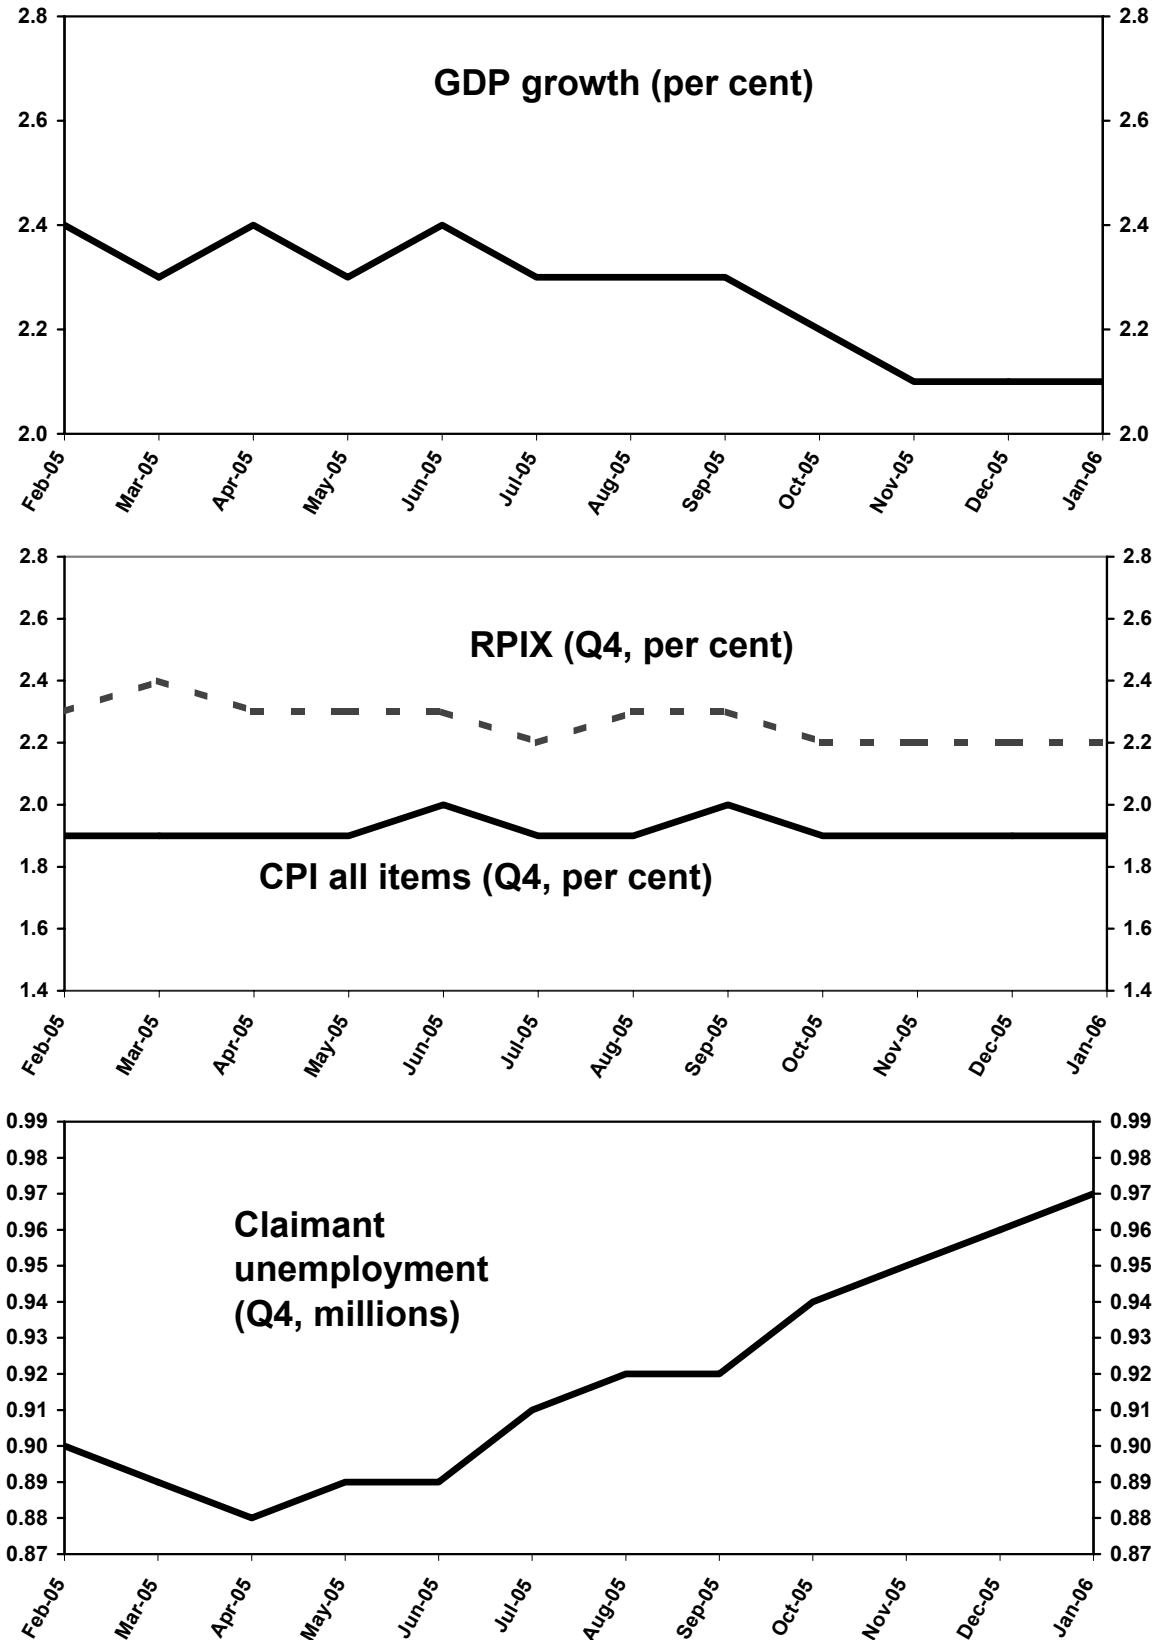 2.8 2.8
GDP growth (per cent)
2.6 2.6
2.4 2.4
2.2 2.2
2.0 2.0
Feb-05 Mar-05 Apr-05 May-05 Jun-05 Jul-05 Aug-05 Sep-05 Oct-05 Nov-05 Dec-05 Jan-06
2.8 2.8
2.6 2.6
RPIX (Q4, per cent)
2.4 2.4
2.2 2.2
2.0 2.0
1.8 1.8
CPI all items (Q4, per cent)
1.6 1.6
1.4 1.4
Feb-05 Mar-05 Apr-05 May-05 Jun-05 Jul-05 Aug-05 Sep-05 Oct-05 Nov-05 Dec-05 Jan-06
0.99 0.99
0.98 0.98
0.97 0.97
Claimant
0.96 0.96
unemployment
0.95 0.95
(Q4, millions)
0.94 0.94
0.93 0.93
0.92 0.92
0.91 0.91
0.90 0.90
0.89 0.89
0.88 0.88
0.87 0.87
Feb-05 Mar-05 Apr-05 May-05 Jun-05 Jul-05 Aug-05 Sep-05 Oct-05 Nov-05 Dec-05 Jan-06